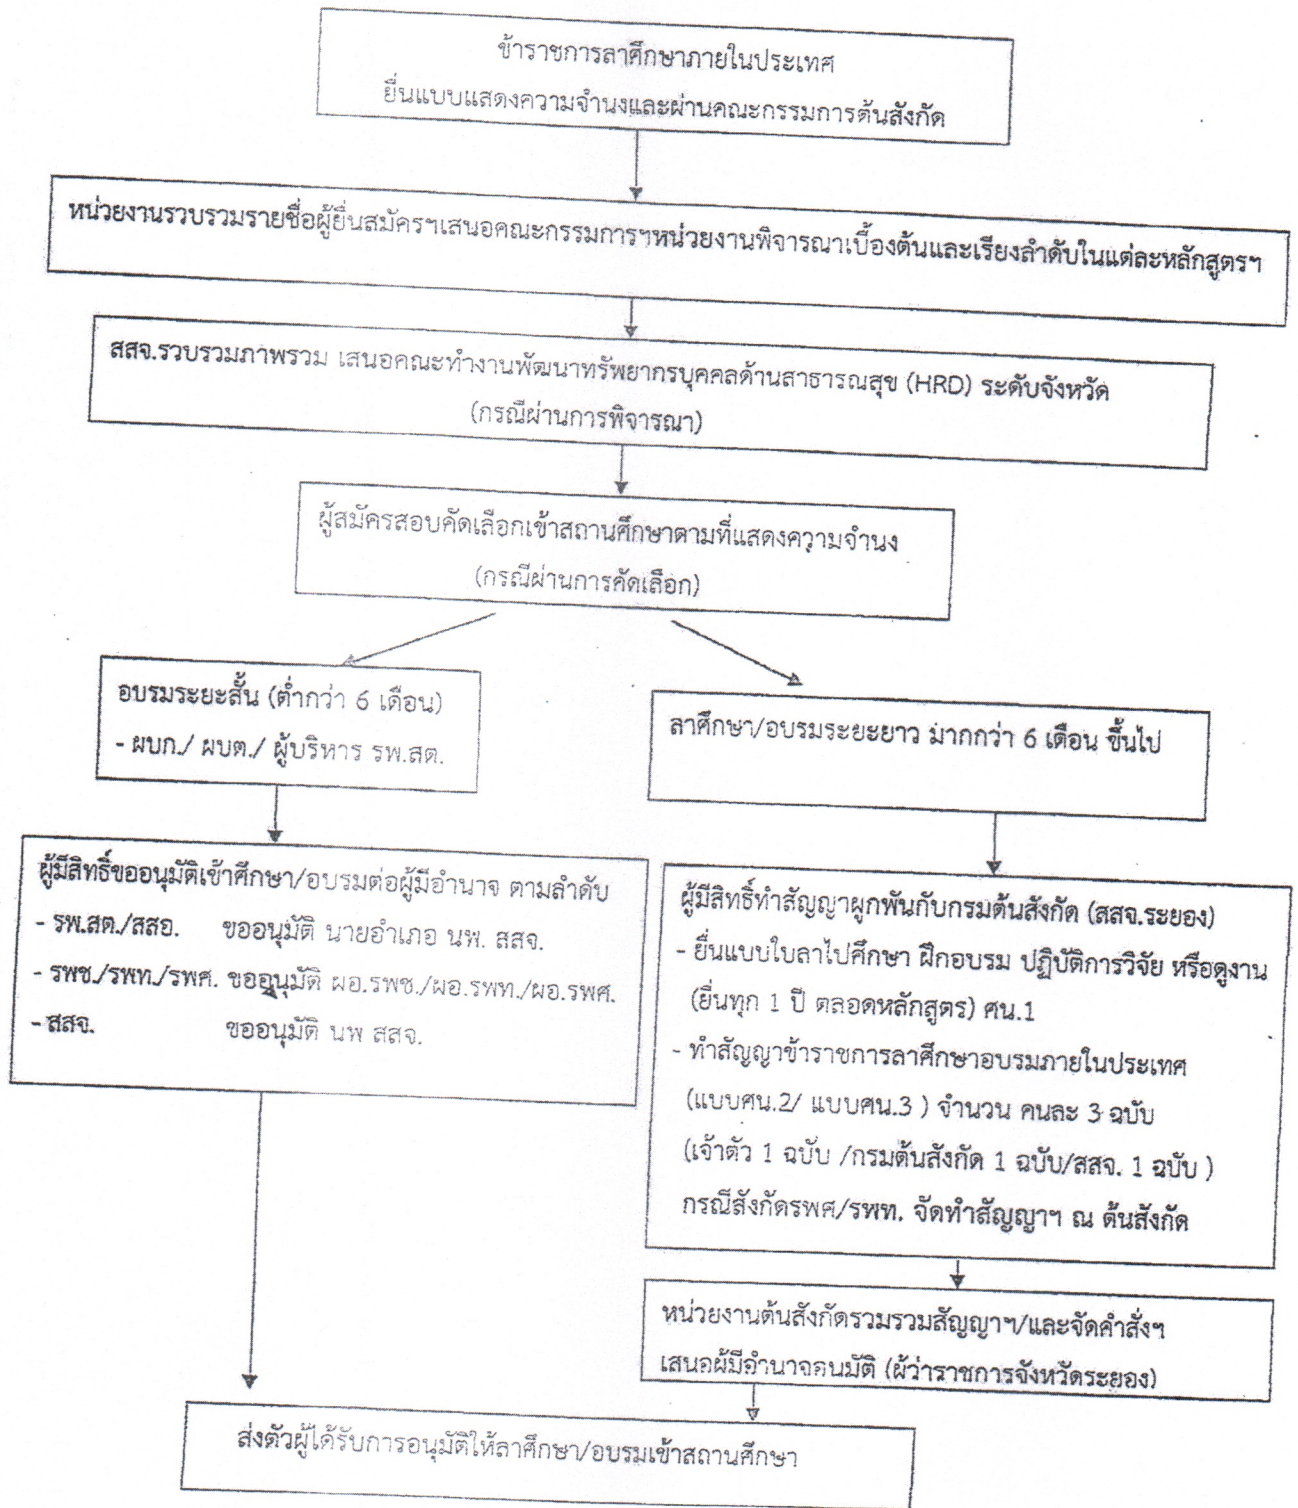 ข้าราชการลาศึกษาภายในประเทศ
ยื่นแบบแสดงความจำนงและผ่านคณะกรรมการต้นสังกัด
หน่วยงานรวบรวมรายชื่อผู้ยื่นสมัครฯเสนอคณะกรรมการฯหน่วยงานพิจารณาเบื้องต้นและเรียงลำดับในแต่ละหลักสูตรฯ
สสจ.รวบรวมภาพรวม เสนอคณะทำงานพัฒนาทรัพยากรบุคคลด้านสาธารณสุข (HRD) ระดับจังหวัด
(กรณีผ่านการพิจารณา)
ผู้สมัครสอบคัดเลือกเข้าสถานศึกษาตามที่แสดงความจำนง
(กรณีผ่านการคัดเลือก)
อบรมระยะสั้น (ต่ำกว่า 6 เดือน)
- ผบก./ ผบต./ ผู้บริหาร รพ.สต.
ผู้มีสิทธิ์ขออนุมัติเข้าศึกษา/อบรมต่อผู้มีอำนาจ ตามลำดับ
- รพ.สต./สสอ. ขออนุมัติ นายอำเภอ นพ. สสจ.
- รพช./รพท./รพศ. ขออนุมัติ ผอ.รพช./ผอ.รพท./ผอ.รพศ.
- สสจ. ขออนุมัติ นพ สสจ.
ลาศึกษา/อบรมระยะยาว มากกว่า 6 เดือน ขึ้นไป
ผู้มีสิทธิ์ทำสัญญาผูกพันกับกรมต้นสังกัด (สสจ.ระยอง)
- ยื่นแบบใบลาไปศึกษา ฝึกอบรม ปฏิบัติการวิจัย หรือดูงาน
(ยื่นทุก 1 ปี ตลอดหลักสูตร) ศน.1
- ทำสัญญาข้าราชการลาศึกษาอบรมภายในประเทศ
(แบบศน.2/ แบบศน.3 ) จำนวน คนละ 3 ฉบับ
(เจ้าตัว 1 ฉบับ /กรมต้นสังกัด 1 ฉบับ/สสจ. 1 ฉบับ )
กรณีสังกัดรพศ/รพท. จัดทำสัญญาฯ ณ ต้นสังกัด
หน่วยงานต้นสังกัดรวมรวมสัญญาฯ/และจัดคำสั่งฯ
เสนอผู้มีอำนาจอนุมัติ (ผู้ว่าราชการจังหวัดระยอง)
ส่งตัวผู้ได้รับการอนุมัติให้ลาศึกษา/อบรมเข้าสถานศึกษา